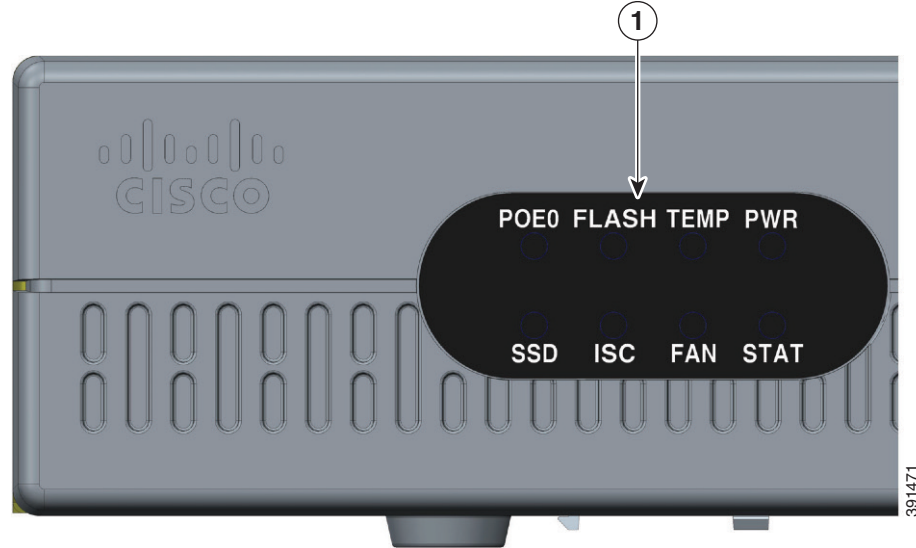 1
CISCO
POE0 FLASH TEMP PWR
SSD ISC FAN STAT
391471